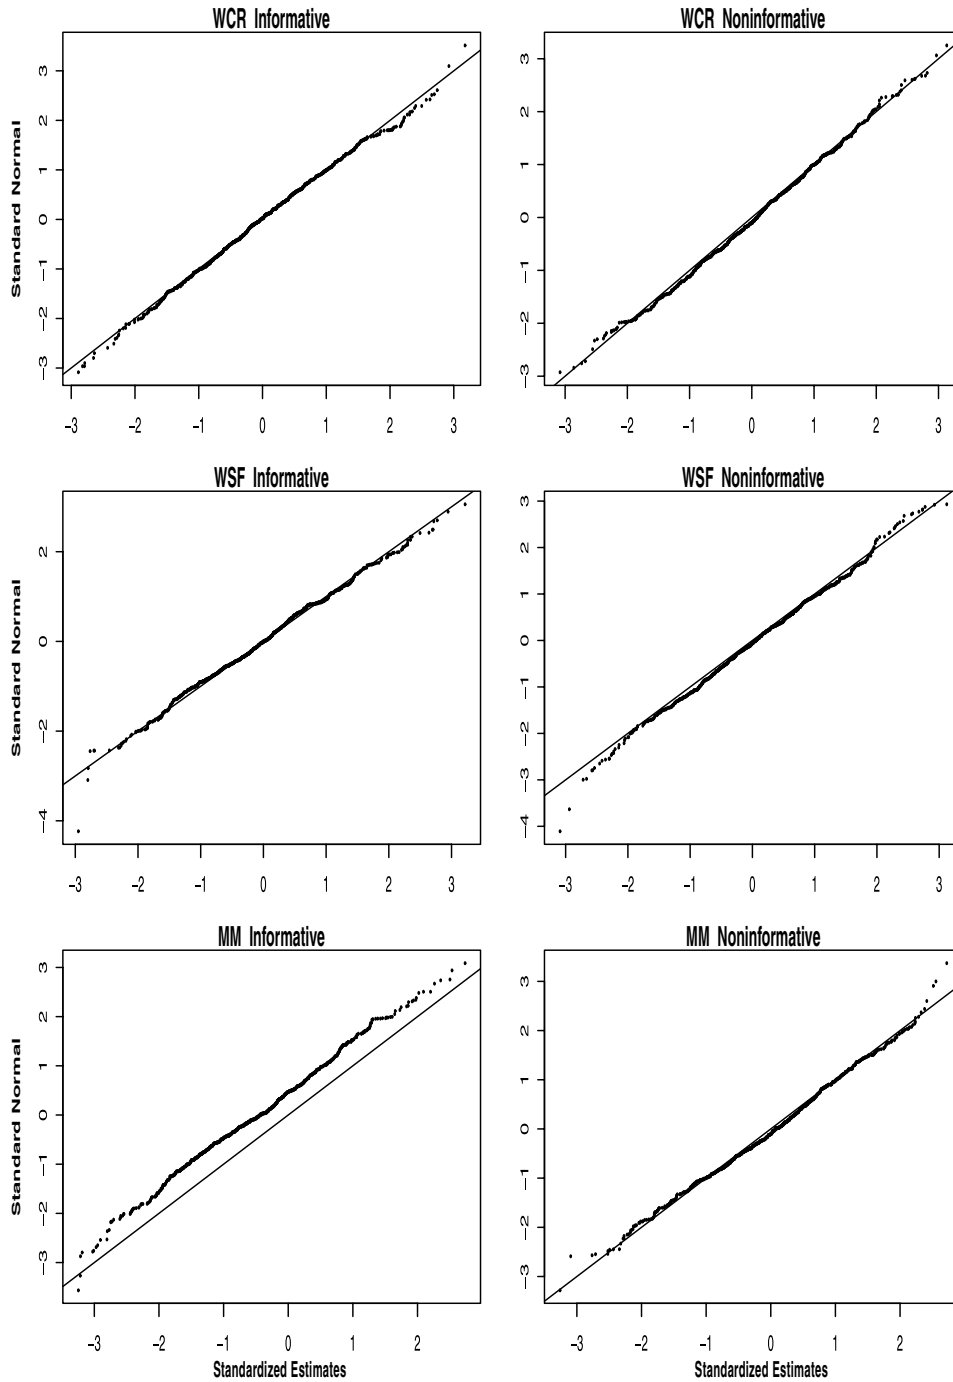 WCR Informative
WCR Noninformative
Standard Normal
3
2
1
0
−1
−2
−3
3
2
1
0
−1
−2
−3
−3 −2 −1 0 1 2 3
−3 −2 −1 0 1 2 3
WSF Informative
WSF Noninformative
Standard Normal
2
0
−2
−4
3
2
1
0
−1
−2
−3
−4
−3 −2 −1 0 1 2 3
−3 −2 −1 0 1 2 3
MM Informative
MM Noninformative
Standard Normal
3
2
1
0
−1
−2
−3
3
2
1
0
−1
−2
−3
−3 −2 −1 0 1 2
−3 −2 −1 0 1 2
Standardized Estimates
Standardized Estimates